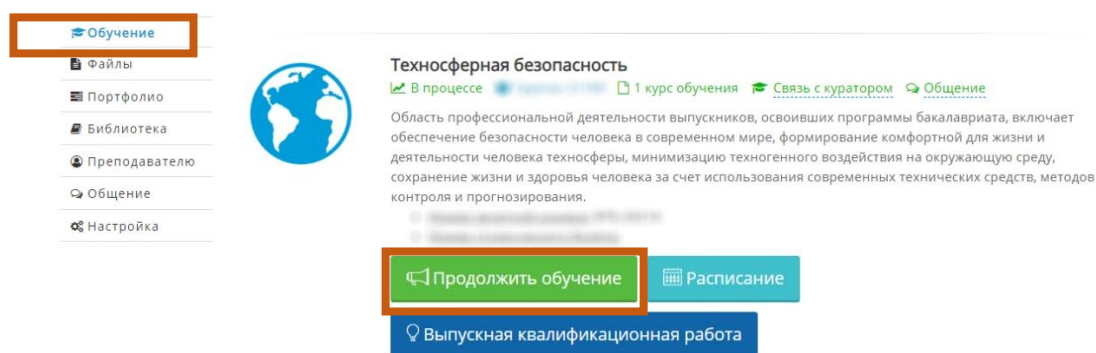 Обучение
Файлы
Портфолио
Библиотека
Преподавателю
Общение
Настройка
Техносферная безопасность
В процессе 1 курс обучения Связь с куратором Общение
Область профессиональной деятельности выпускников, освоивших программы бакалавриата, включает
обеспечение безопасности человека в современном мире, формирование комфортной для жизни и
деятельности человека техносферы, минимизацию техногенного воздействия на окружающую среду,
сохранение жизни и здоровья человека за счет использования современных технических средств, методов
контроля и прогнозирования.
Продолжить обучение Расписание
Выпускная квалификационная работа